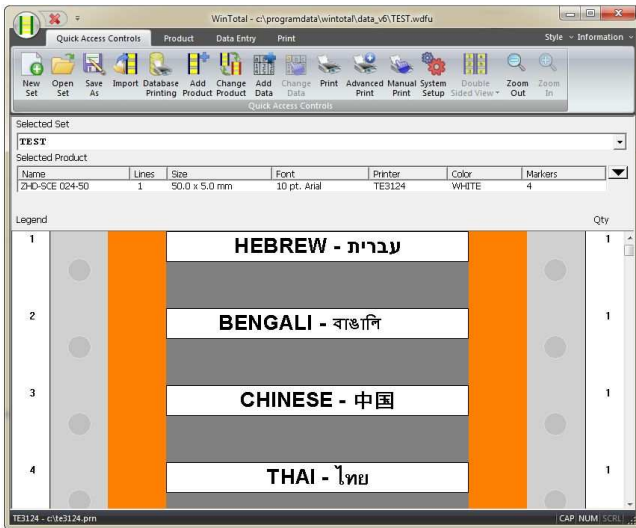 WinTotal - c:\programdata\wintotal\data_v6\TEST.wdfu
Quick Access Controls Product Data Entry Print Style Information
New Set Open Set Save As Import Database Printing Add Product Change Product Add Data Change Data Print Advanced Print Manual Print System Setup Double Sided View Zoom Out Zoom In
Quick Access Controls
Selected Set
TEST
Selected Product
Name Lines Size Font Printer Color Markers
ZHD-SCE 024-50 1 50.0 x 5.0 mm 10 pt. Arial TE3124 WHITE 4
Legend Qty
1 HEBREW - עברית 1
2 BENGALI - বাঙালি 1
3 CHINESE - 中国 1
4 THAI - ไทย 1
TE3124 - c:\te3124.prn CAP NUM SCRL